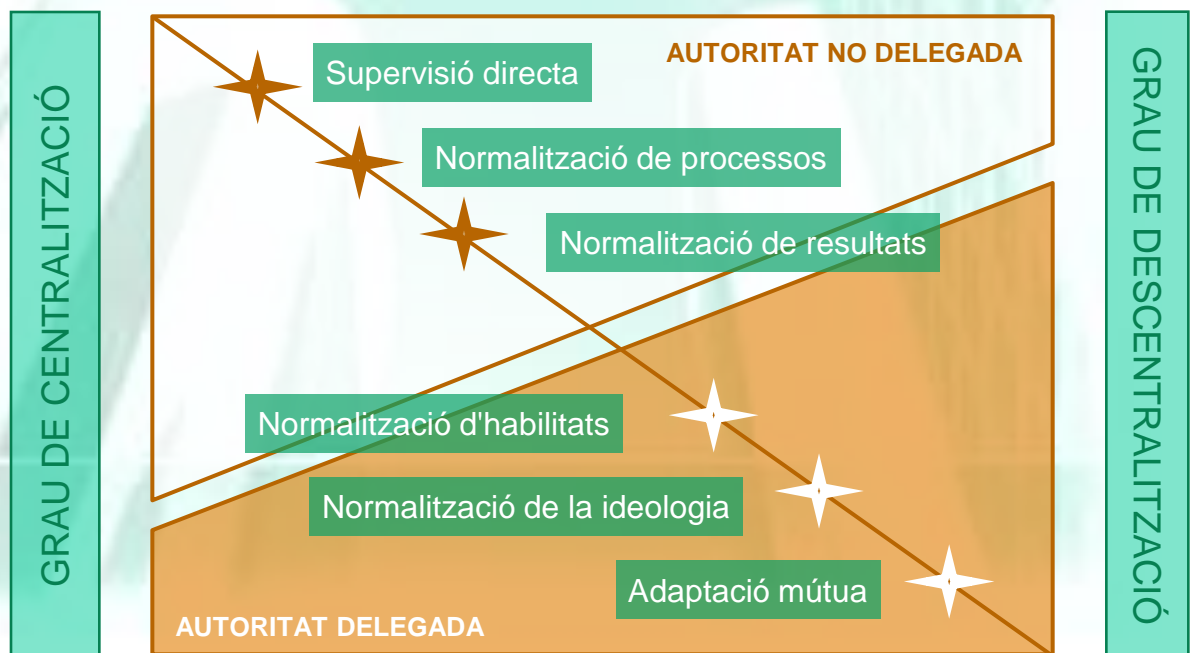 GRAU DE CENTRALITZACIÓ
AUTORITAT NO DELEGADA
Supervisió directa
Normalització de processos
Normalització de resultats
Normalització d'habilitats
Normalització de la ideologia
Adaptació mútua
AUTORITAT DELEGADA
GRAU DE DESCENTRALITZACIÓ